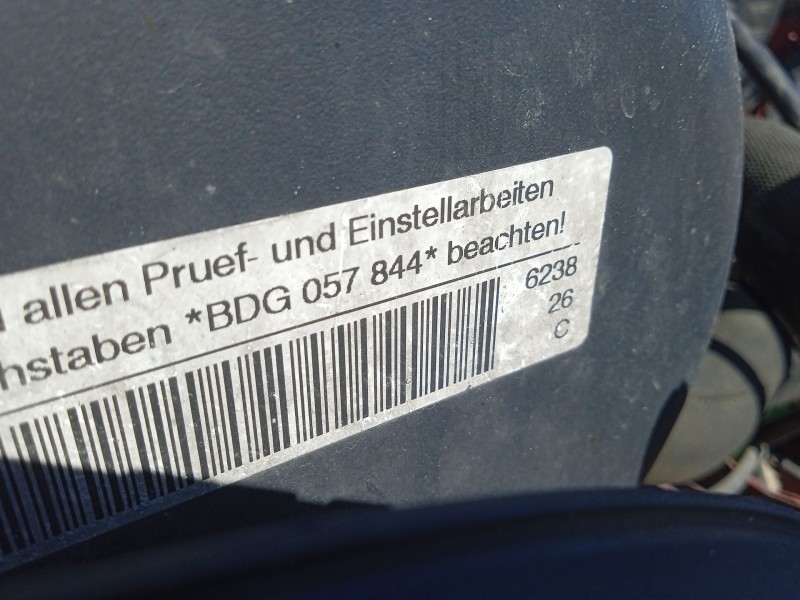 allen Pruef- und Einstellarbeiten
hstaben *BDG 057 844* beachten!
6238
26
C